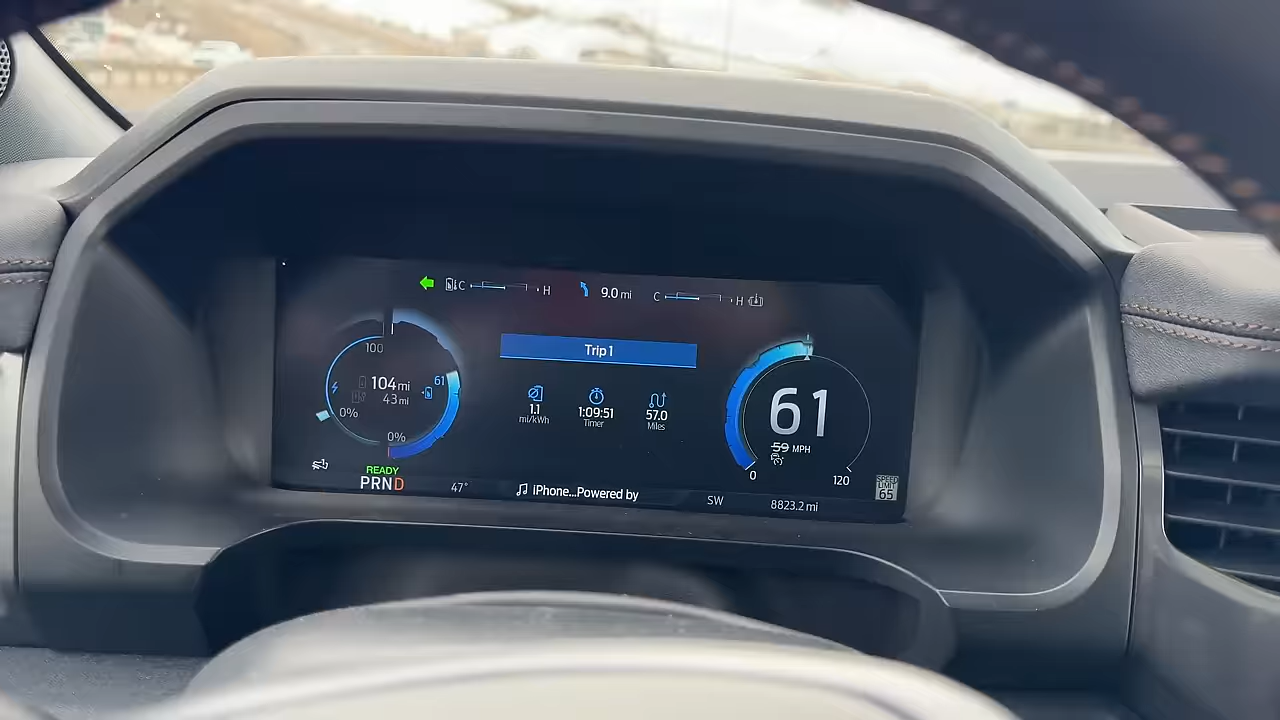 C H
9.0 mi
C H
Trip 1
100
104 mi
43 mi
61
0%
0%
1.1
mi/kWh
1:09:51
Timer
57.0
Miles
61
59 MPH
0
120
READY
PRND
47°
iPhone...Powered by
SW
8823.2 mi
SPEED
LIMIT
65